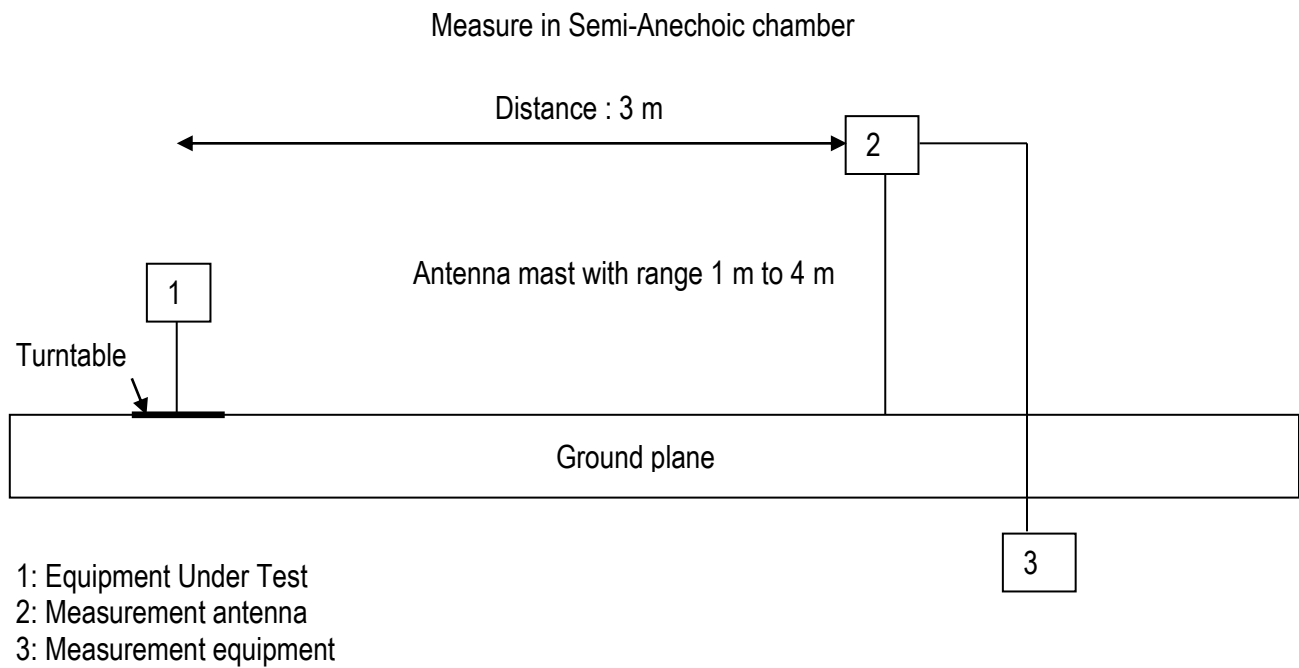 Measure in Semi-Anechoic chamber
Distance : 3 m
2
1
Antenna mast with range 1 m to 4 m
Turntable
Ground plane
3
1: Equipment Under Test
2: Measurement antenna
3: Measurement equipment